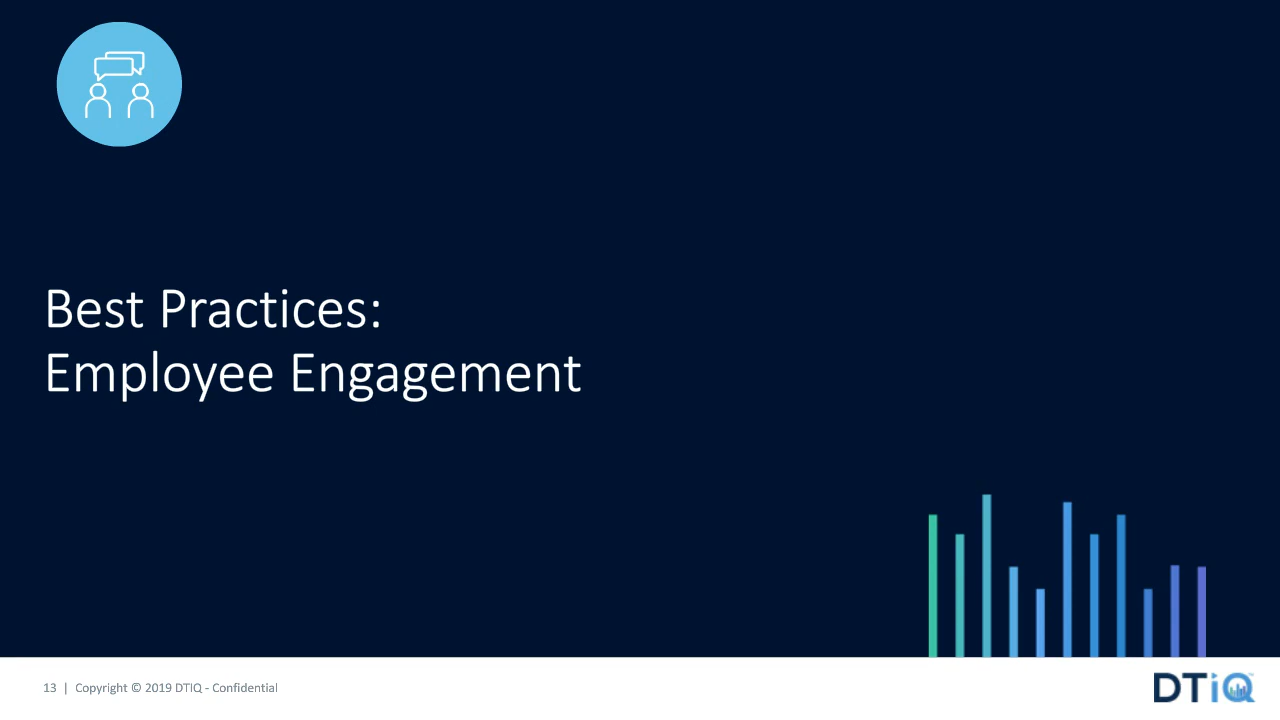 Best Practices:
Employee Engagement
13 | Copyright © 2019 DTIQ - Confidential
DTiQ